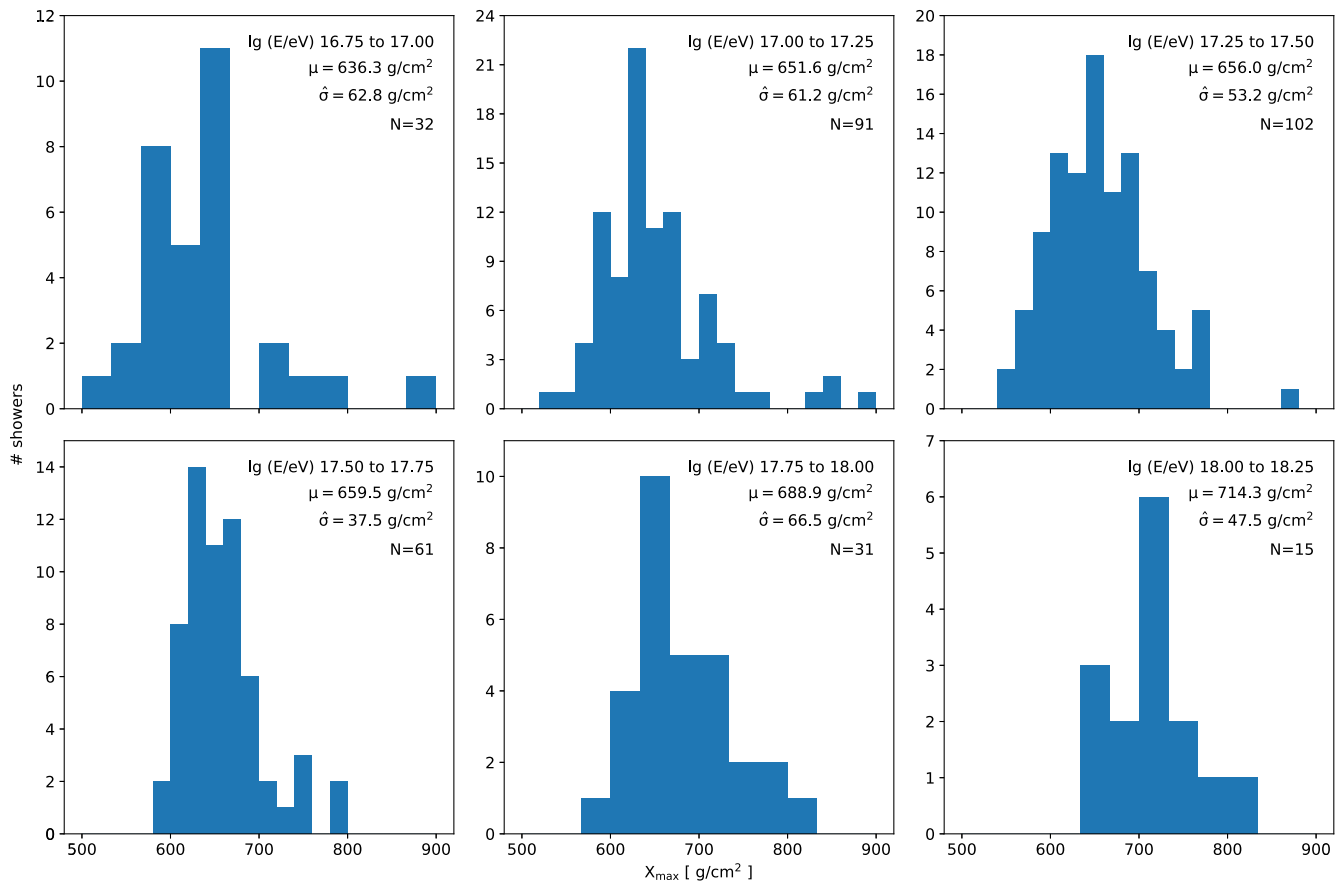 12
10
8
6
4
2
0
lg (E/eV) 16.75 to 17.00
μ = 636.3 g/cm²
σ̂ = 62.8 g/cm²
N=32
24
21
18
15
12
9
6
3
0
lg (E/eV) 17.00 to 17.25
μ = 651.6 g/cm²
σ̂ = 61.2 g/cm²
N=91
20
18
16
14
12
10
8
6
4
2
0
lg (E/eV) 17.25 to 17.50
μ = 656.0 g/cm²
σ̂ = 53.2 g/cm²
N=102
# showers
14
12
10
8
6
4
2
0
lg (E/eV) 17.50 to 17.75
μ = 659.5 g/cm²
σ̂ = 37.5 g/cm²
N=61
500 600 700 800 900
10
8
6
4
2
0
lg (E/eV) 17.75 to 18.00
μ = 688.9 g/cm²
σ̂ = 66.5 g/cm²
N=31
500 600 700 800 900
7
6
5
4
3
2
1
0
lg (E/eV) 18.00 to 18.25
μ = 714.3 g/cm²
σ̂ = 47.5 g/cm²
N=15
500 600 700 800 900
Xmax [ g/cm² ]